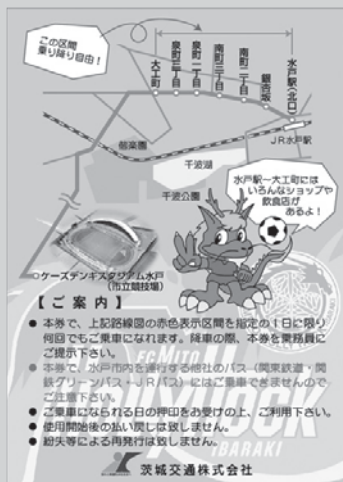 この区間
乗り降り自由！
大工町
泉町三丁目
泉町一丁目
南町三丁目
南町二丁目
銀杏坂
水戸駅(北口)
JR水戸駅
偕楽園
千波湖
千波公園
水戸駅～大工町には
いろんなショップや
飲食店が
あるよ！
ケーズデンキスタジアム水戸
(市立競技場)
【ご案内】
● 本券で、上記路線図の赤色表示区間を指定の1日に限り
何回でもご乗車になれます。降車の際、本券を乗務員に
ご提示下さい。
● 本券で、水戸市内を運行する他社のバス（関東鉄道・関
鉄グリーンバス・JRバス）にはご乗車できませんので
ご注意下さい。
● ご乗車になられる日の押印をお受けの上、ご利用下さい。
● 使用開始後の払い戻しは致しません。
● 紛失等による再発行は致しません。
FC MITO
HOLLYHOCK
IBARAKI
茨城交通株式会社